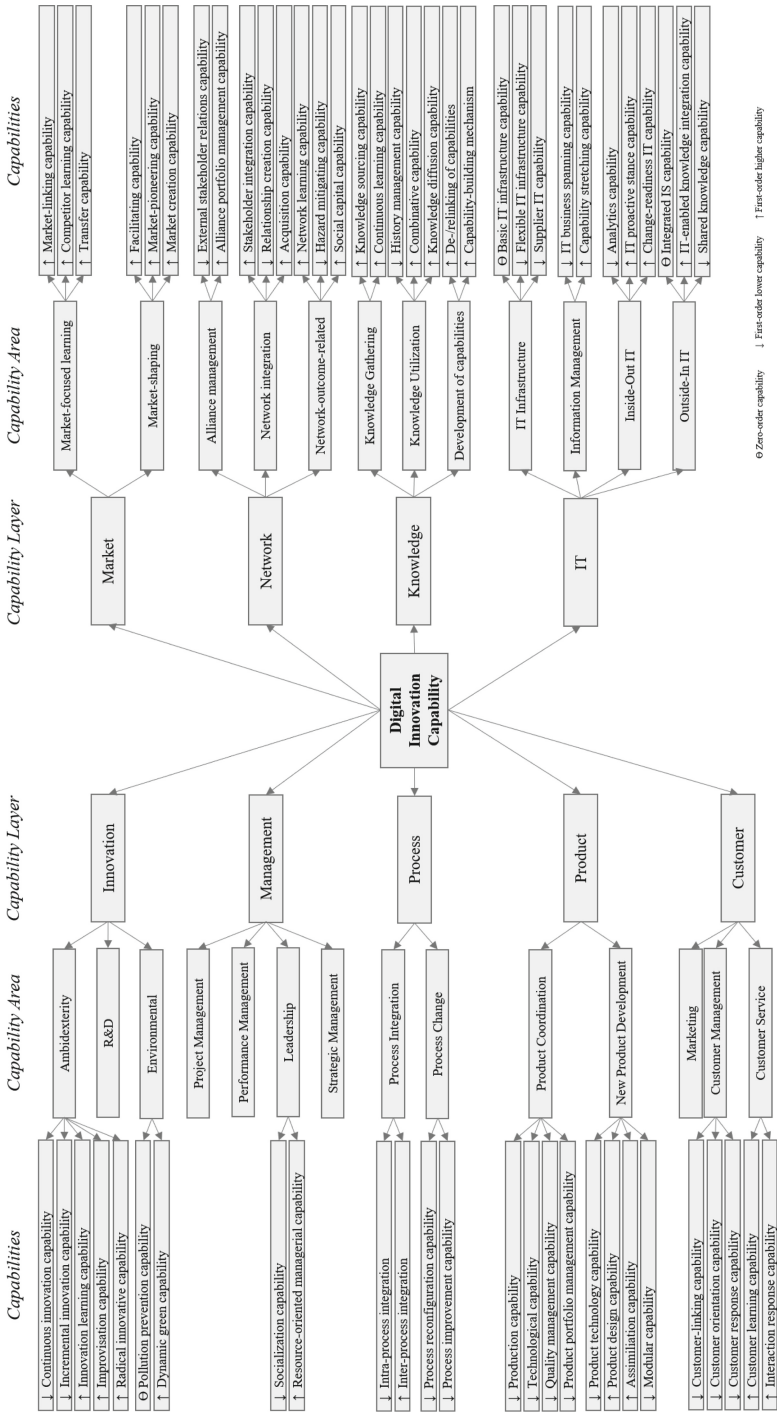 Capabilities
↓ Continuous innovation capability
↓ Incremental innovation capability
↑ Innovation learning capability
↑ Improvisation capability
↑ Radical innovative capability
Θ Pollution prevention capability
↑ Dynamic green capability
↓ Socialization capability
↑ Resource-oriented managerial capability
↓ Intra-process integration
↑ Inter-process integration
↓ Process reconfiguration capability
↓ Process improvement capability
↓ Production capability
↓ Technological capability
↓ Quality management capability
↓ Product portfolio management capability
↓ Product technology capability
↑ Product design capability
↑ Assimiliation capability
↓ Modular capability
↓ Customer-linking capability
↓ Customer orientation capability
↓ Customer response capability
↑ Customer learning capability
↑ Interaction response capability
Capability Area
Ambidexterity
R&D
Environmental
Project Management
Performance Management
Leadership
Strategic Management
Process Integration
Process Change
Product Coordination
New Product Development
Marketing
Customer Management
Customer Service
Capability Layer
Innovation
Management
Process
Product
Customer
Digital
Innovation
Capability
Capability Layer
Market
Network
Knowledge
IT
Capability Area
Market-focused learning
Market-shaping
Alliance management
Network integration
Network-outcome-related
Knowledge Gathering
Knowledge Utilization
Development of capabilities
IT Infrastructure
Information Management
Inside-Out IT
Outside-In IT
Capabilities
↑ Market-linking capability
↑ Competitor learning capability
↑ Transfer capability
↑ Facilitating capability
↑ Market-pioneering capability
↑ Market creation capability
↓ External stakeholder relations capability
↑ Alliance portfolio management capability
↑ Stakeholder integration capability
↓ Relationship creation capability
↑ Acquisition capability
↑ Network learning capability
↓ Hazard mitigating capability
↑ Social capital capability
↑ Knowledge sourcing capability
↑ Continuous learning capability
↓ History management capability
↑ Combinative capability
↑ Knowledge diffusion capability
↑ De-/relinking of capabilities
↑ Capability-building mechanism
Θ Basic IT infrastructure capability
↓ Flexible IT infrastructure capability
↓ Supplier IT capability
↓ IT business spanning capability
↑ Capability stretching capability
↓ Analytics capability
↑ IT proactive stance capability
↑ Change-readiness IT capability
Θ Integrated IS capability
↑ IT-enabled knowledge integration capability
↓ Shared knowledge capability
Θ Zero-order capability ↓ First-order lower capability ↑ First-order higher capability